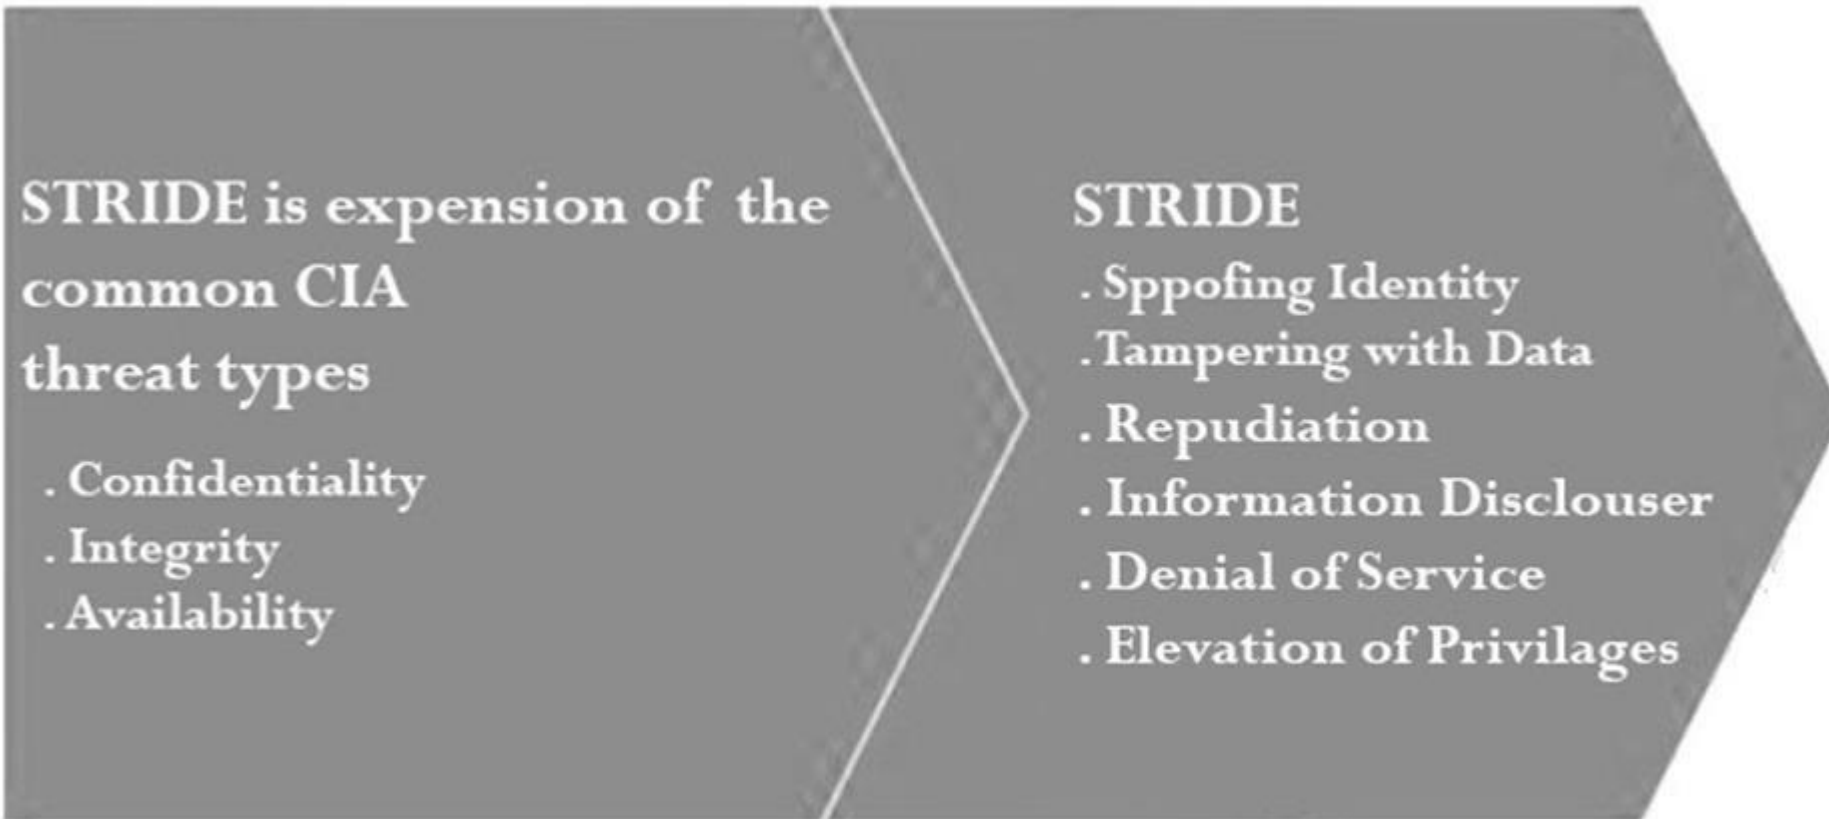 STRIDE is expension of the
common CIA
threat types
. Confidentiality
. Integrity
. Availability
STRIDE
. Sppofing Identity
. Tampering with Data
. Repudiation
. Information Disclouser
. Denial of Service
. Elevation of Privilages